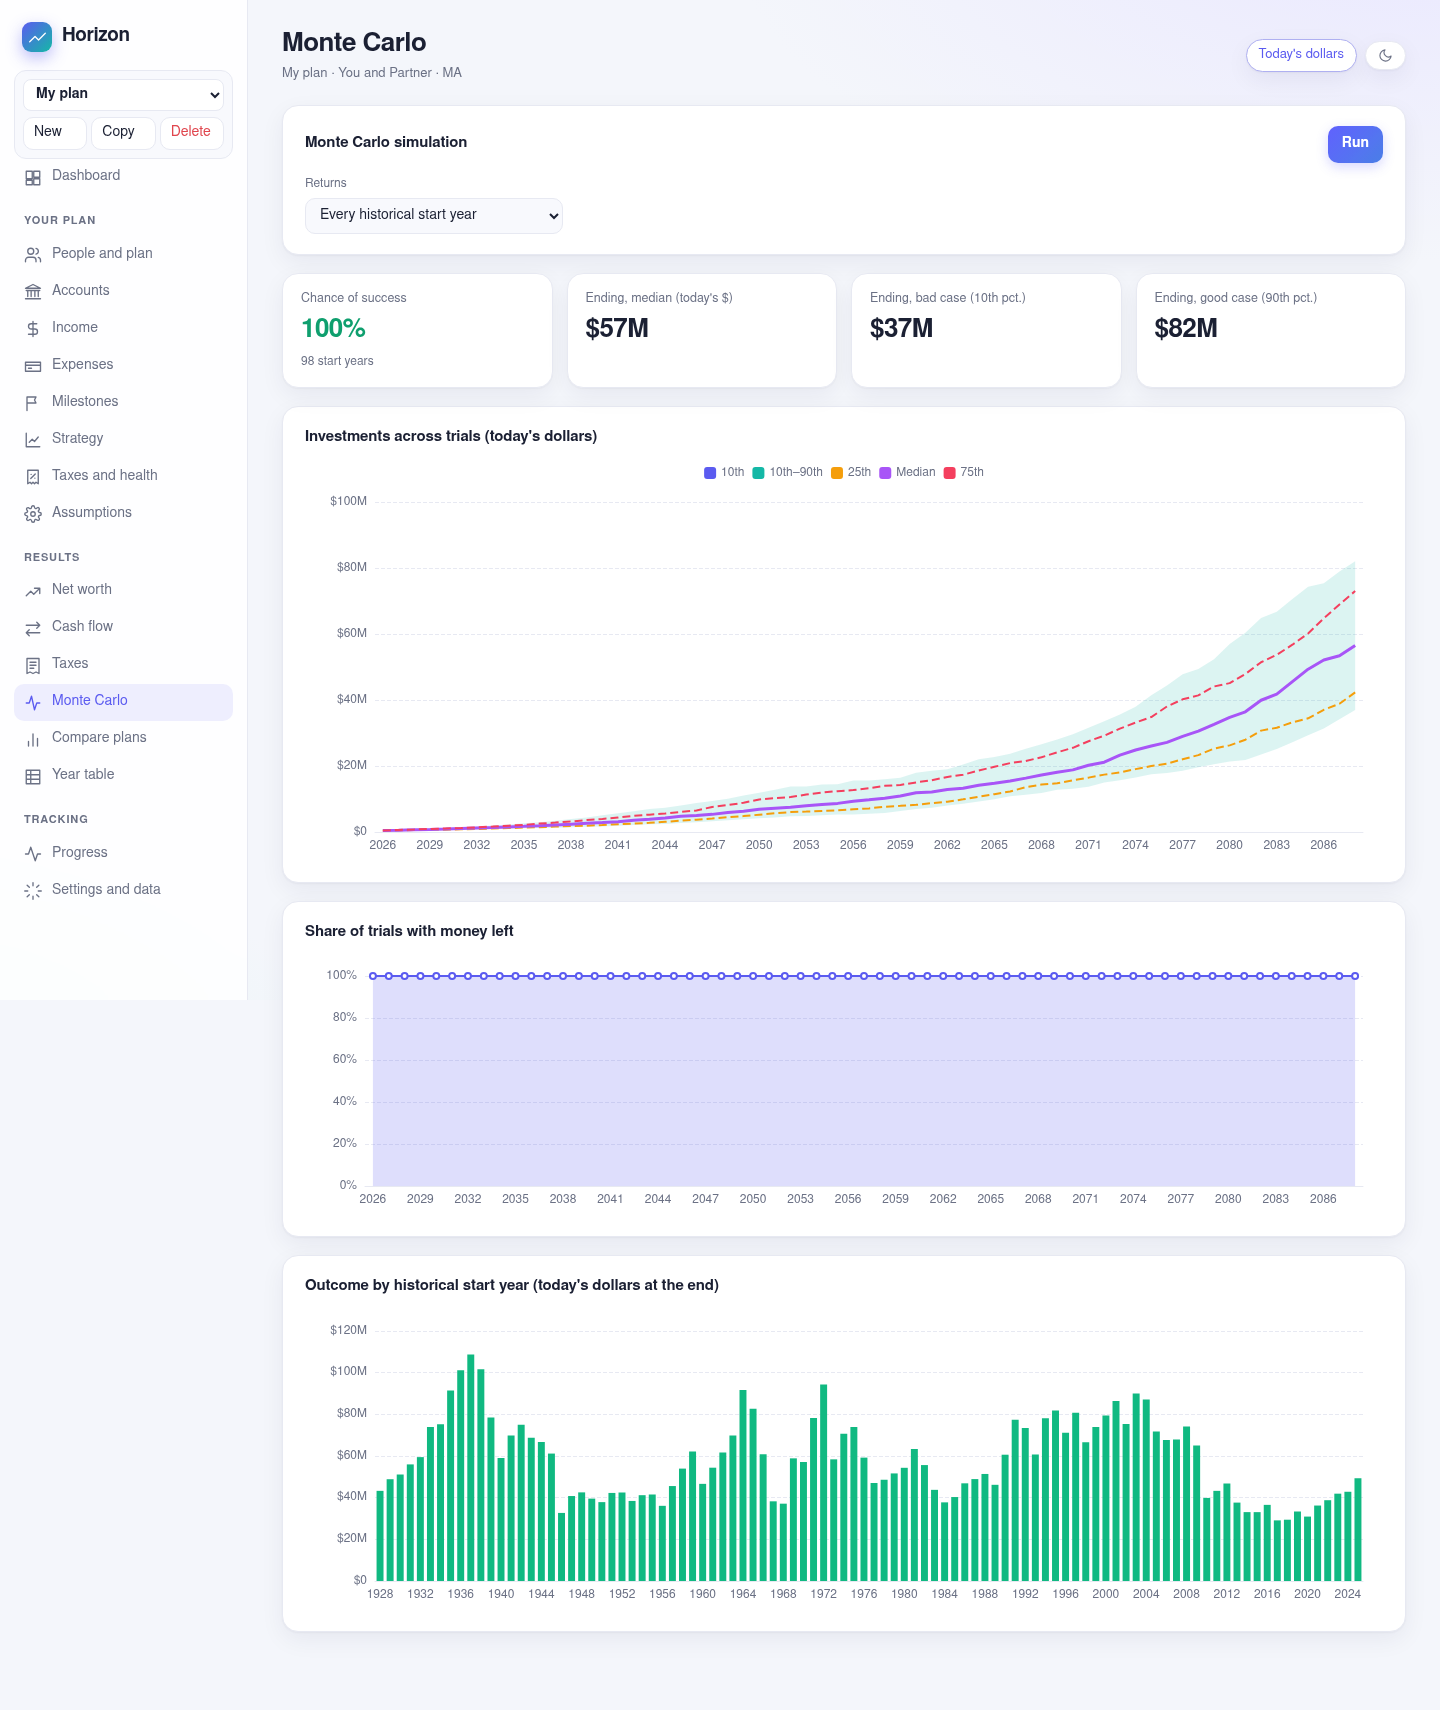 Horizon
My plan
New
Copy
Delete
Dashboard
YOUR PLAN
People and plan
Accounts
Income
Expenses
Milestones
Strategy
Taxes and health
Assumptions
RESULTS
Net worth
Cash flow
Taxes
Monte Carlo
Compare plans
Year table
TRACKING
Progress
Settings and data
Monte Carlo
My plan · You and Partner · MA
Today's dollars
Monte Carlo simulation
Run
Returns
Every historical start year
Chance of success
100%
98 start years
Ending, median (today's $)
$57M
Ending, bad case (10th pct.)
$37M
Ending, good case (90th pct.)
$82M
Investments across trials (today's dollars)
10th 10th–90th 25th Median 75th
$100M
$80M
$60M
$40M
$20M
$0
2026 2029 2032 2035 2038 2041 2044 2047 2050 2053 2056 2059 2062 2065 2068 2071 2074 2077 2080 2083 2086
Share of trials with money left
100%
80%
60%
40%
20%
0%
2026 2029 2032 2035 2038 2041 2044 2047 2050 2053 2056 2059 2062 2065 2068 2071 2074 2077 2080 2083 2086
Outcome by historical start year (today's dollars at the end)
$120M
$100M
$80M
$60M
$40M
$20M
$0
1928 1932 1936 1940 1944 1948 1952 1956 1960 1964 1968 1972 1976 1980 1984 1988 1992 1996 2000 2004 2008 2012 2016 2020 2024